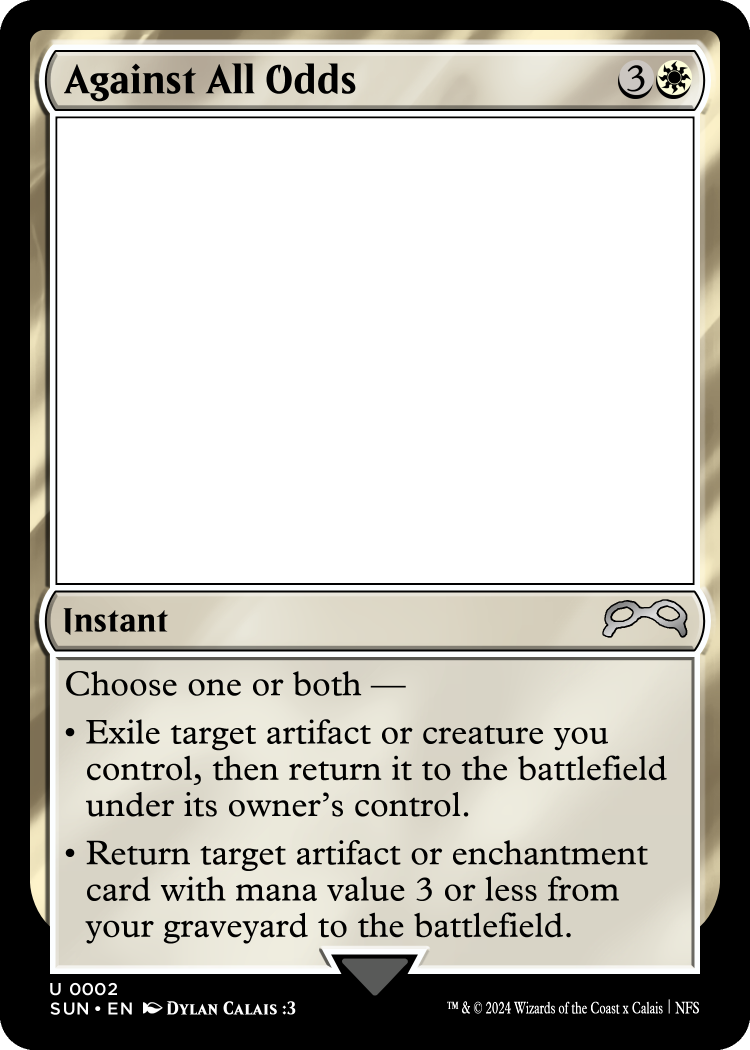 Against All Odds 3
Instant
Choose one or both —
• Exile target artifact or creature you
control, then return it to the battlefield
under its owner’s control.
• Return target artifact or enchantment
card with mana value 3 or less from
your graveyard to the battlefield.
U 0002
SUN • EN Dylan Calais :3
™ & © 2024 Wizards of the Coast x Calais | NFS